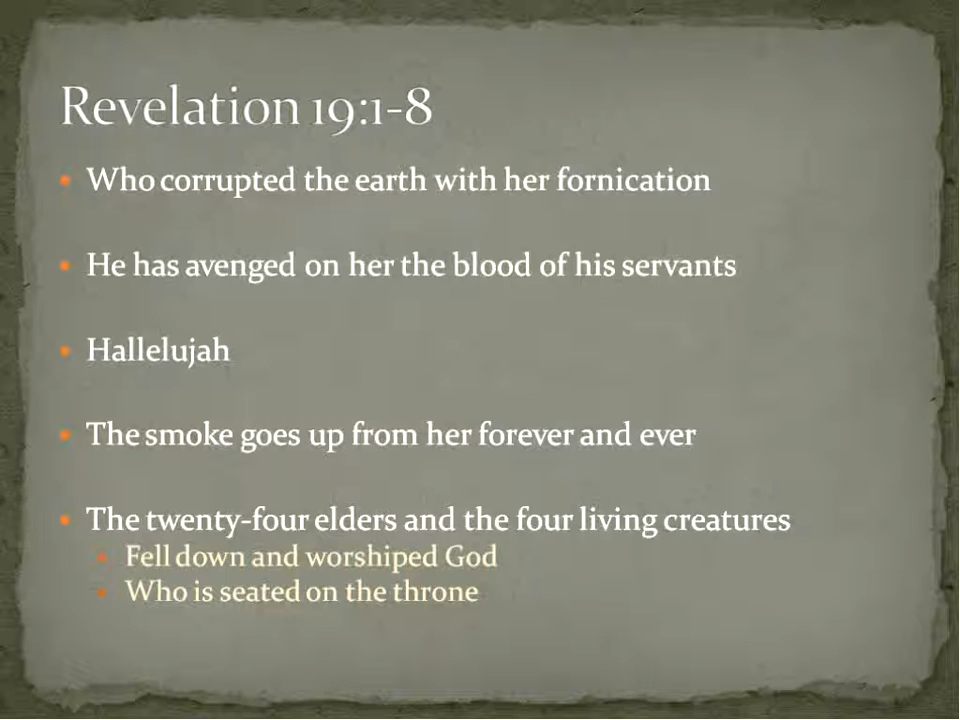 Revelation 19:1-8
• Who corrupted the earth with her fornication
• He has avenged on her the blood of his servants
• Hallelujah
• The smoke goes up from her forever and ever
• The twenty-four elders and the four living creatures
• Fell down and worshiped God
• Who is seated on the throne